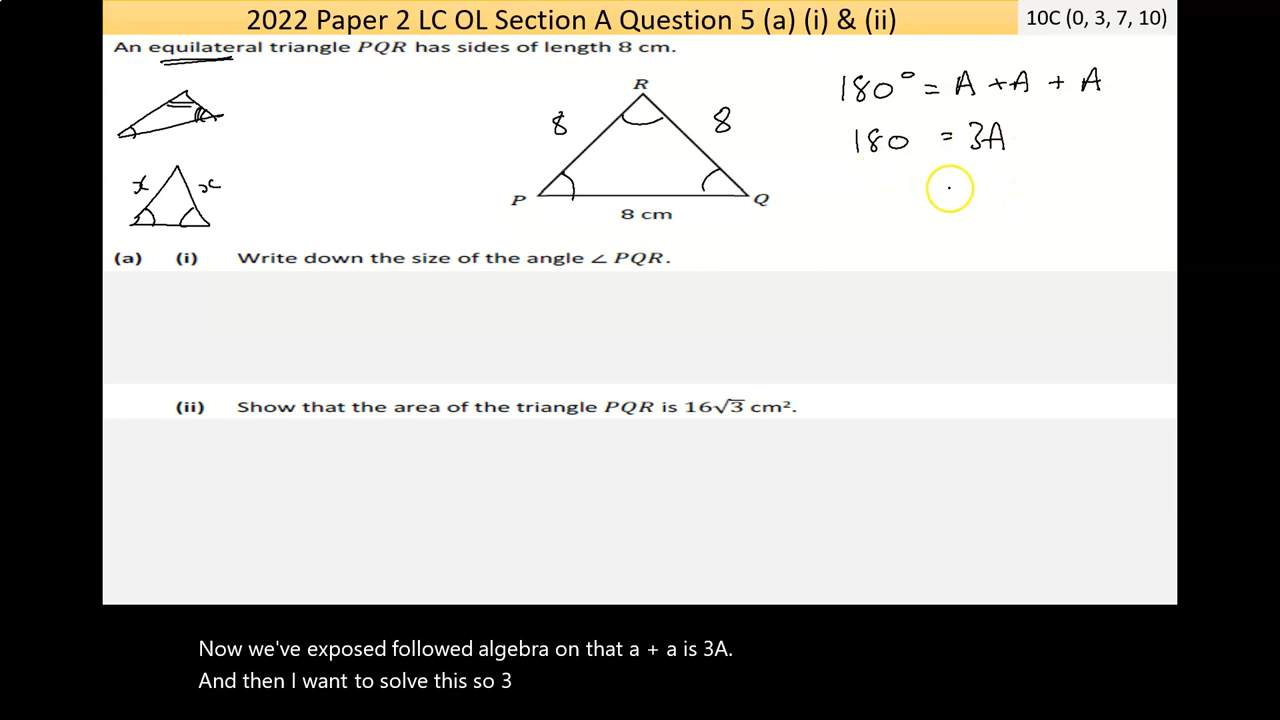 2022 Paper 2 LC OL Section A Question 5 (a) (i) & (ii)
10C (0, 3, 7, 10)
An equilateral triangle PQR has sides of length 8 cm.
R
8
8
P
Q
8 cm
x
x
180° = A + A + A
180 = 3A
(a) (i) Write down the size of the angle ∠ PQR.
(ii) Show that the area of the triangle PQR is 16√3 cm².
Now we've exposed followed algebra on that a + a is 3A.
And then I want to solve this so 3